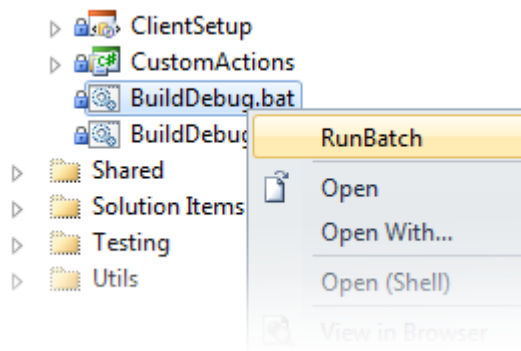 ClientSetup
CustomActions
BuildDebug.bat
BuildDebug
Shared
Solution Items
Testing
Utils
RunBatch
Open
Open With...
Open (Shell)
View in Browser